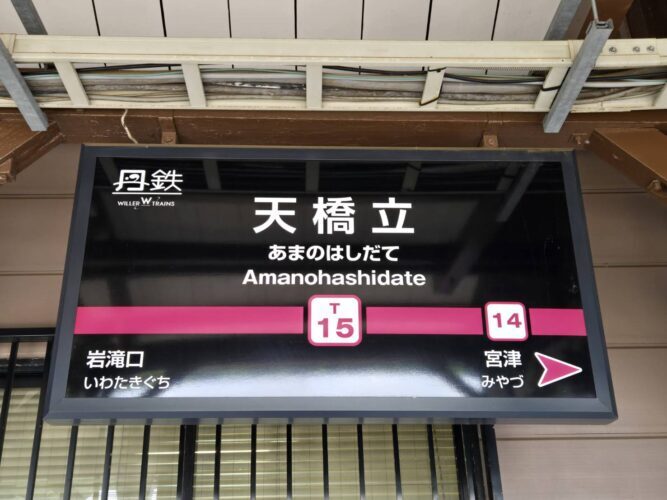 丹鉄
WILLER TRAINS
天橋立
あまのはしだて
Amanohashidate
T
15
14
岩滝口
いわたきぐち
宮津
みやづ